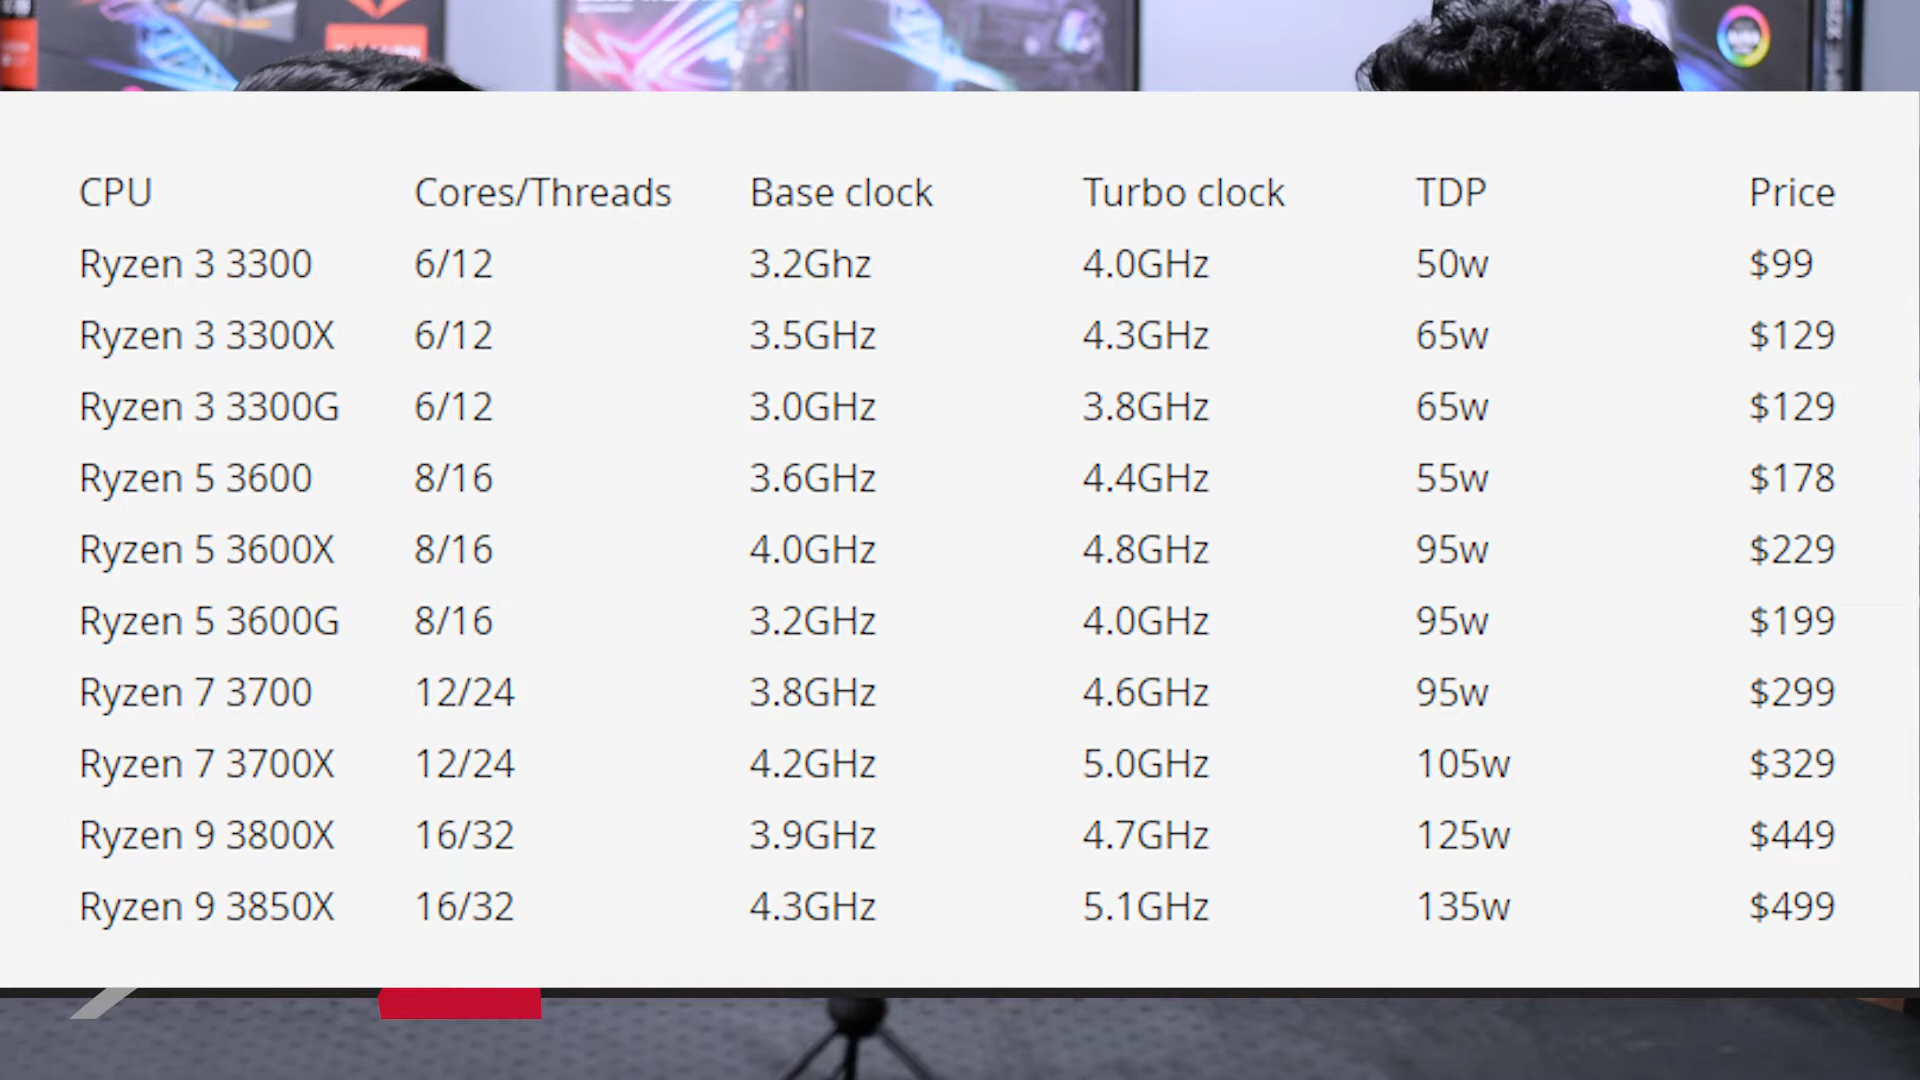 CPU Cores/Threads Base clock Turbo clock TDP Price
Ryzen 3 3300 6/12 3.2Ghz 4.0GHz 50w $99
Ryzen 3 3300X 6/12 3.5GHz 4.3GHz 65w $129
Ryzen 3 3300G 6/12 3.0GHz 3.8GHz 65w $129
Ryzen 5 3600 8/16 3.6GHz 4.4GHz 55w $178
Ryzen 5 3600X 8/16 4.0GHz 4.8GHz 95w $229
Ryzen 5 3600G 8/16 3.2GHz 4.0GHz 95w $199
Ryzen 7 3700 12/24 3.8GHz 4.6GHz 95w $299
Ryzen 7 3700X 12/24 4.2GHz 5.0GHz 105w $329
Ryzen 9 3800X 16/32 3.9GHz 4.7GHz 125w $449
Ryzen 9 3850X 16/32 4.3GHz 5.1GHz 135w $499